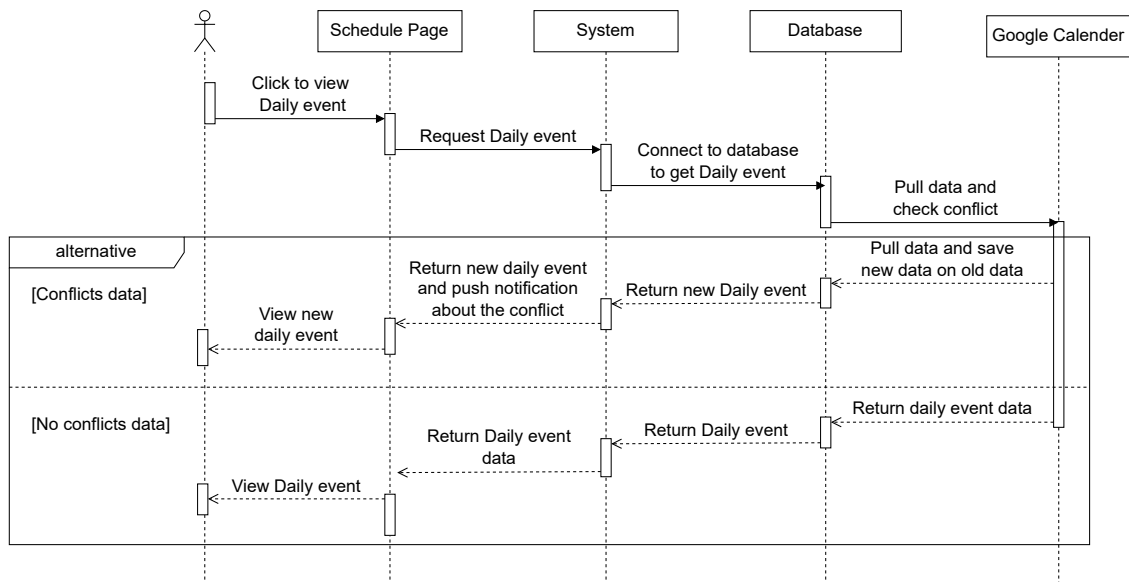 Schedule Page
System
Database
Google Calender
Click to view
Daily event
Request Daily event
Connect to database
to get Daily event
Pull data and
check conflict
alternative
[Conflicts data]
Pull data and save
new data on old data
Return new Daily event
Return new daily event
and push notification
about the conflict
View new
daily event
[No conflicts data]
Return daily event data
Return Daily event
Return Daily event
data
View Daily event